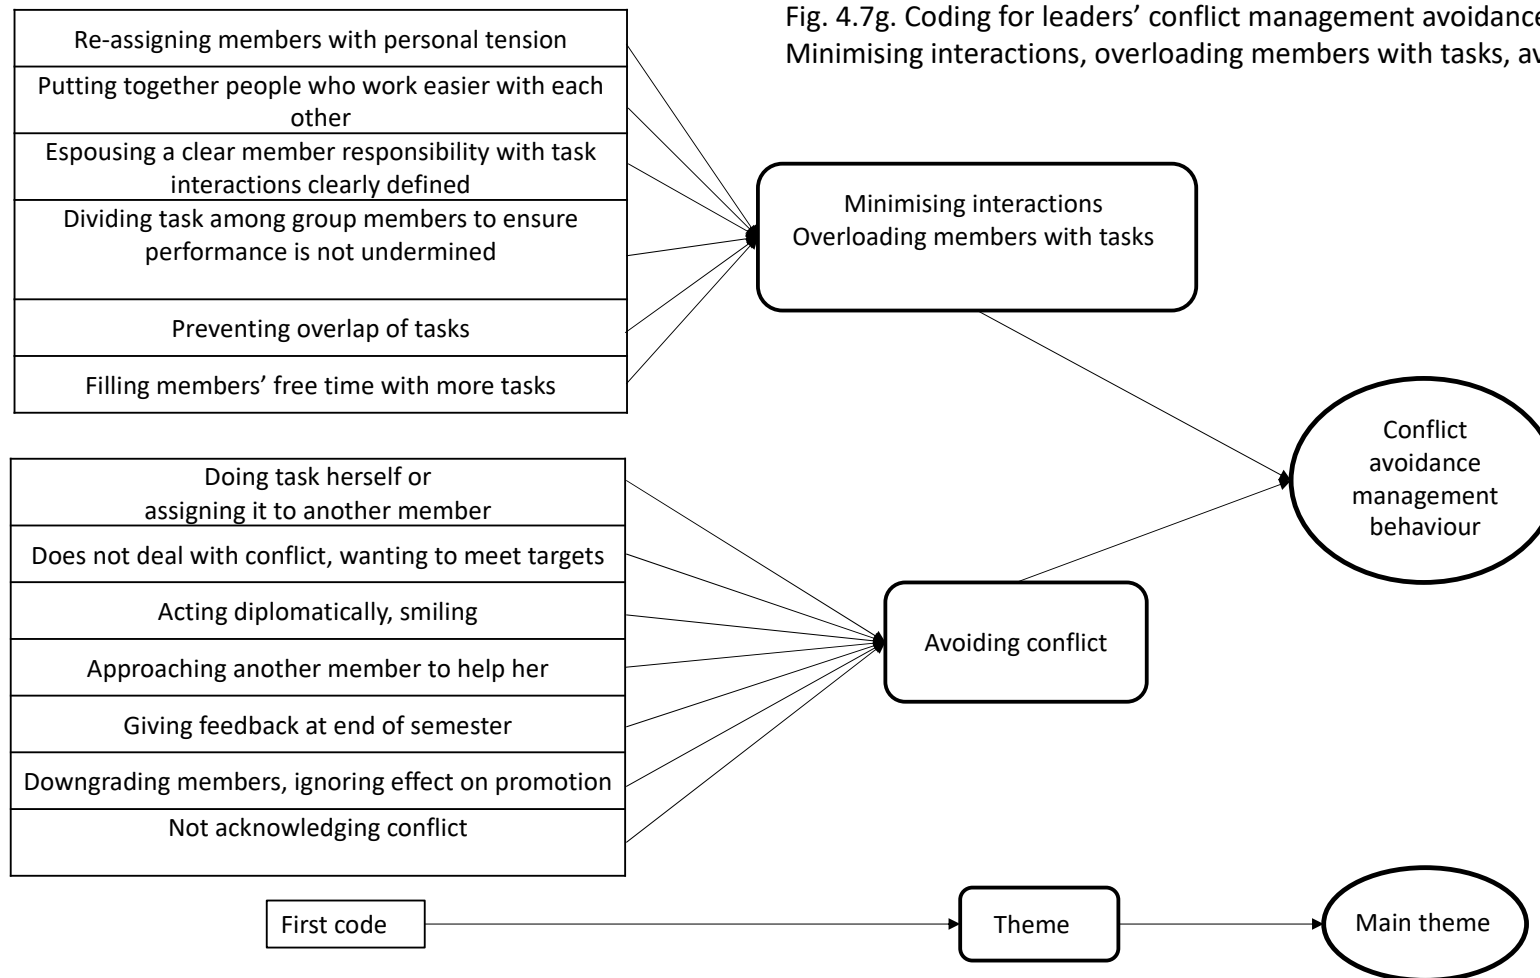 Fig. 4.7g. Coding for leaders’ conflict management avoidance
Minimising interactions, overloading members with tasks,
Re-assigning members with personal tension
Putting together people who work easier with each
other
Espousing a clear member responsibility with task
interactions clearly defined
Dividing task among group members to ensure
performance is not undermined
Preventing overlap of tasks
Filling members’ free time with more tasks
Minimising interactions
Overloading members with tasks
Doing task herself or
assigning it to another member
Does not deal with conflict, wanting to meet targets
Acting diplomatically, smiling
Approaching another member to help her
Giving feedback at end of semester
Downgrading members, ignoring effect on promotion
Not acknowledging conflict
Avoiding conflict
Conflict
avoidance
management
behaviour
First code
Theme
Main theme